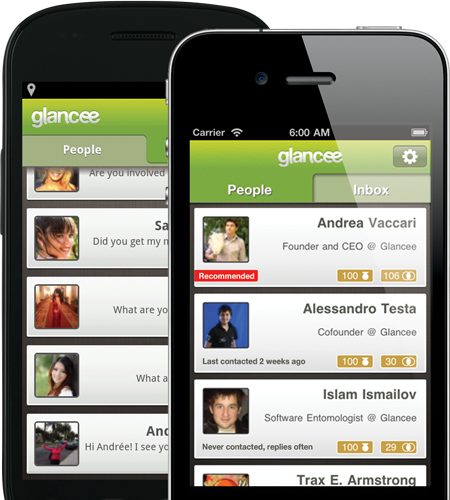 glancee
People
Are you involved
Sa
Did you get my m
What are yo
What a
And
Hi Andrée! I see y
Carrier
6:00 AM
glancee
People
Inbox
Andrea Vaccari
Founder and CEO @ Glancee
Recommended
100
106
Alessandro Testa
Cofounder @ Glancee
Last contacted 2 weeks ago
100
30
Islam Ismailov
Software Entomologist @ Glancee
Never contacted, replies often
100
29
Trax E. Armstrong